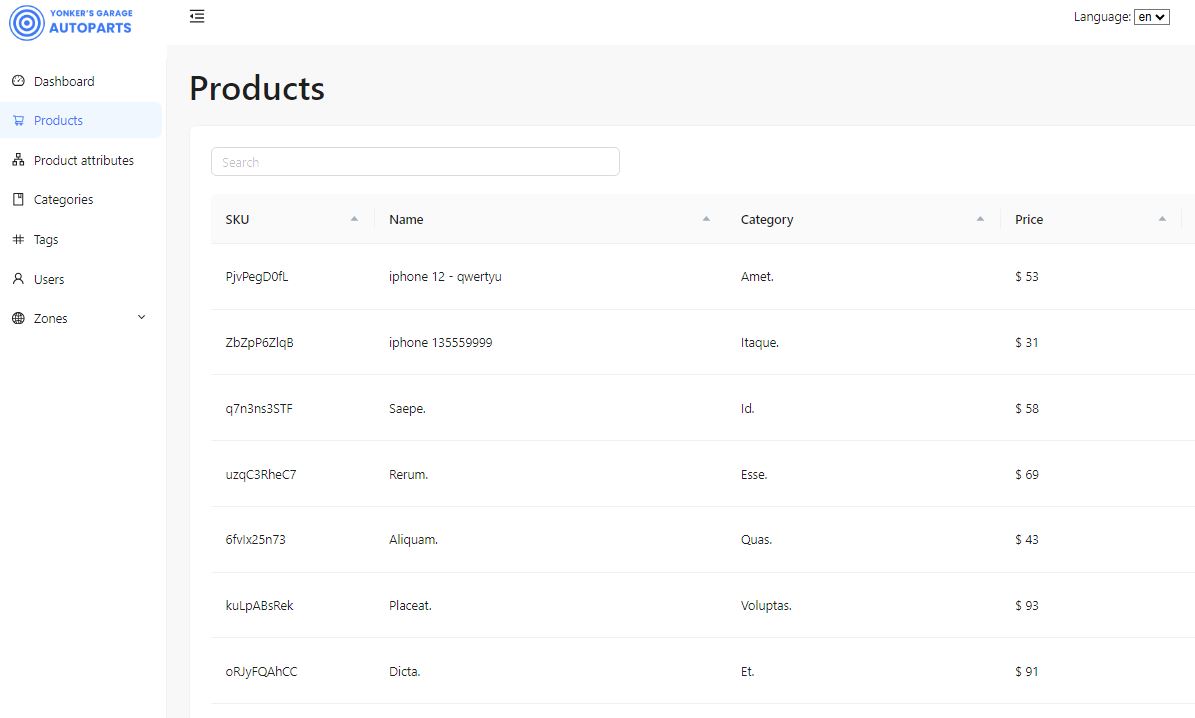 YONKER'S GARAGE
AUTOPARTS
Language: en
Dashboard
Products
Product attributes
Categories
Tags
Users
Zones
Products
Search
SKU Name Category Price
PjvPegD0fL iphone 12 - qwertyu Amet. $ 53
ZbZpP6ZlqB iphone 135559999 Itaque. $ 31
q7n3ns3STF Saepe. Id. $ 58
uzqC3RheC7 Rerum. Esse. $ 69
6fvIx25n73 Aliquam. Quas. $ 43
kuLpABsRek Placeat. Voluptas. $ 93
oRJyFQAhCC Dicta. Et. $ 91